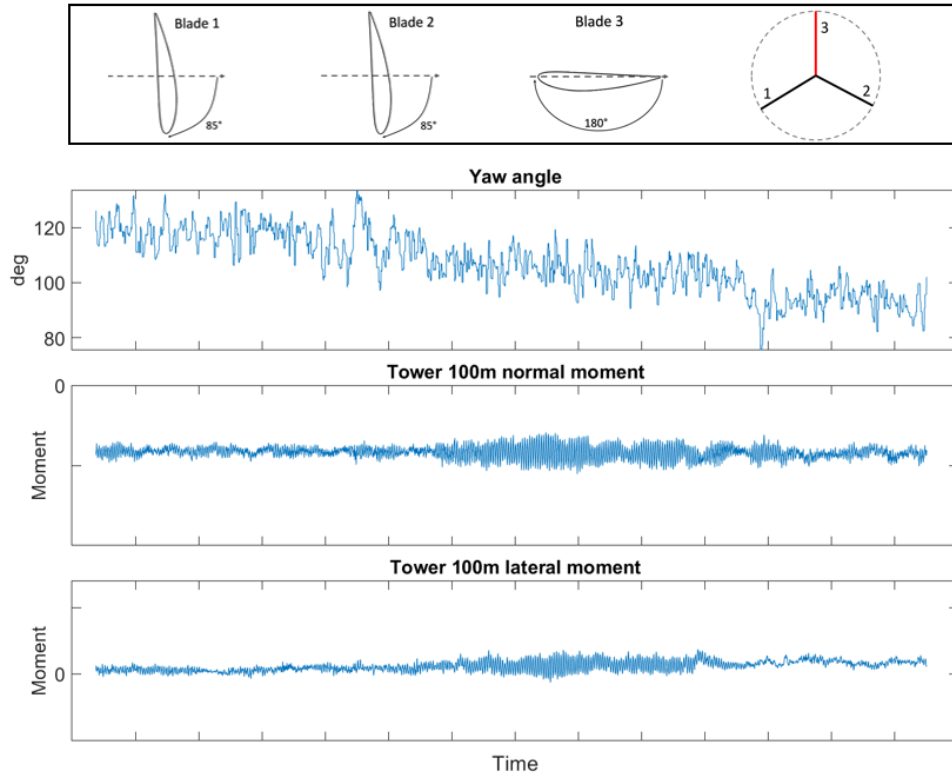 Blade 1
Blade 2
Blade 3
85°
85°
180°
3
1
2
Yaw angle
120
100
80
deg
Tower 100m normal moment
0
Moment
Tower 100m lateral moment
0
Moment
Time